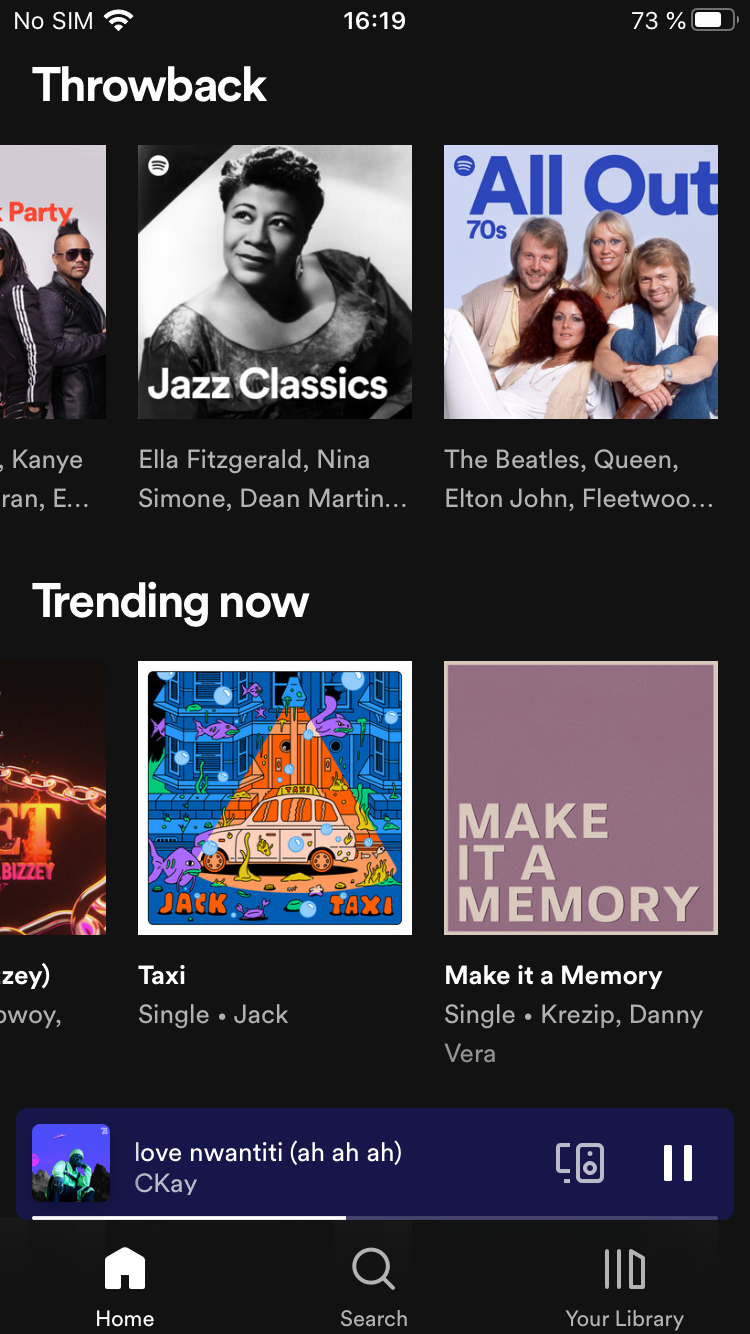 No SIM 16:19 73 %
Throwback
k Party
All Out
70s
Jazz Classics
, Kanye
ran, E...
Ella Fitzgerald, Nina
Simone, Dean Martin...
The Beatles, Queen,
Elton John, Fleetwoo...
Trending now
ET
BIZZEY
TAXI
JACK TAXI
MAKE
IT A
MEMORY
zzey)
owoy,
Taxi
Single • Jack
Make it a Memory
Single • Krezip, Danny
Vera
love nwantiti (ah ah ah)
CKay
Home
Search
Your Library